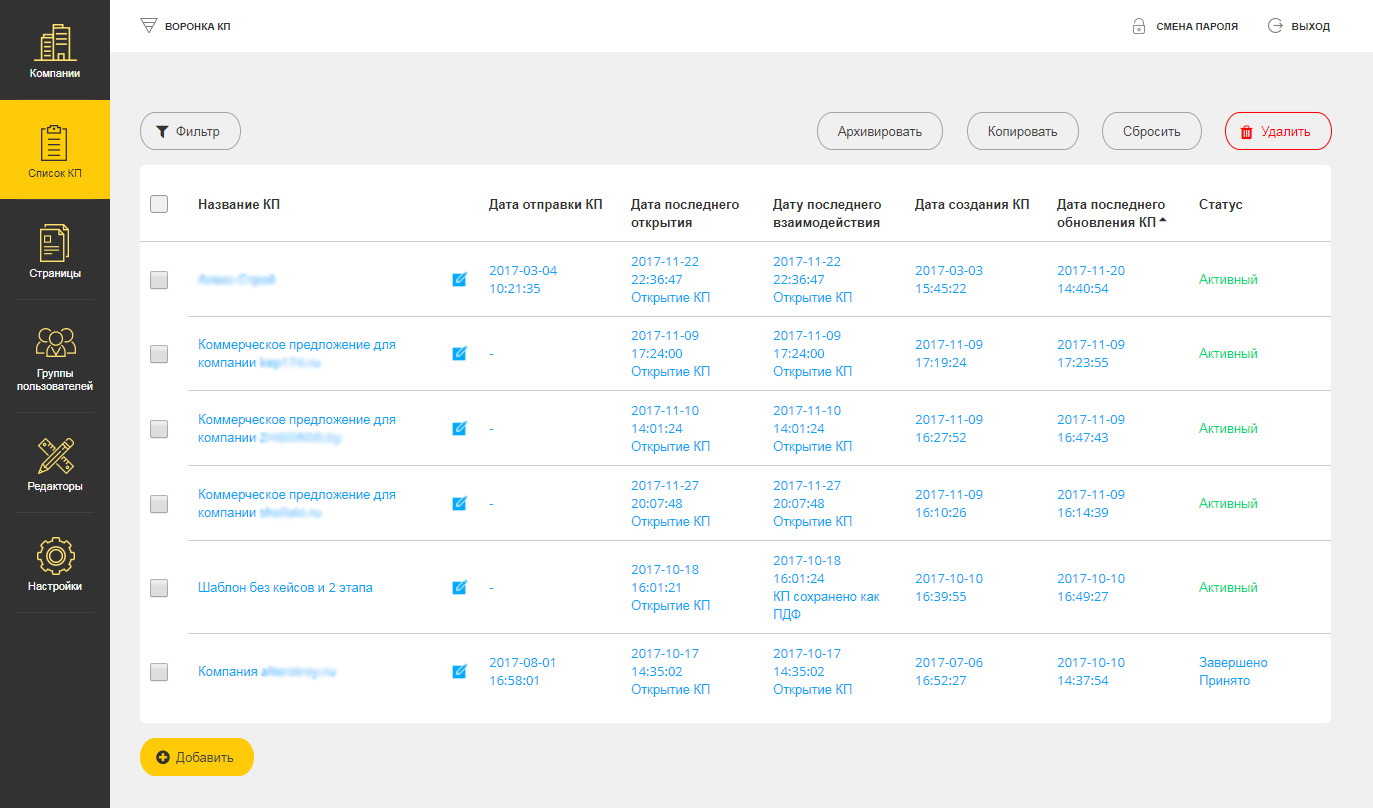 Компании
Список КП
Страницы
Группы
пользователей
Редакторы
Настройки
ВОРОНКА КП
СМЕНА ПАРОЛЯ
ВЫХОД
Фильтр
Архивировать
Копировать
Сбросить
Удалить
Название КП
Дата отправки КП
Дата последнего
открытия
Дату последнего
взаимодействия
Дата создания КП
Дата последнего
обновления КП
Статус
2017-03-04
10:21:35
2017-11-22
22:36:47
Открытие КП
2017-11-22
22:36:47
Открытие КП
2017-03-03
15:45:22
2017-11-20
14:40:54
Активный
Коммерческое предложение для
компании
-
2017-11-09
17:24:00
Открытие КП
2017-11-09
17:24:00
Открытие КП
2017-11-09
17:19:24
2017-11-09
17:23:55
Активный
Коммерческое предложение для
компании
-
2017-11-10
14:01:24
Открытие КП
2017-11-10
14:01:24
Открытие КП
2017-11-09
16:27:52
2017-11-09
16:47:43
Активный
Коммерческое предложение для
компании
-
2017-11-27
20:07:48
Открытие КП
2017-11-27
20:07:48
Открытие КП
2017-11-09
16:10:26
2017-11-09
16:14:39
Активный
Шаблон без кейсов и 2 этапа
-
2017-10-18
16:01:21
Открытие КП
2017-10-18
16:01:24
КП сохранено как
ПДФ
2017-10-10
16:39:55
2017-10-10
16:49:27
Активный
Компания
2017-08-01
16:58:01
2017-10-17
14:35:02
Открытие КП
2017-10-17
14:35:02
Открытие КП
2017-07-06
16:52:27
2017-10-10
14:37:54
Завершено
Принято
Добавить